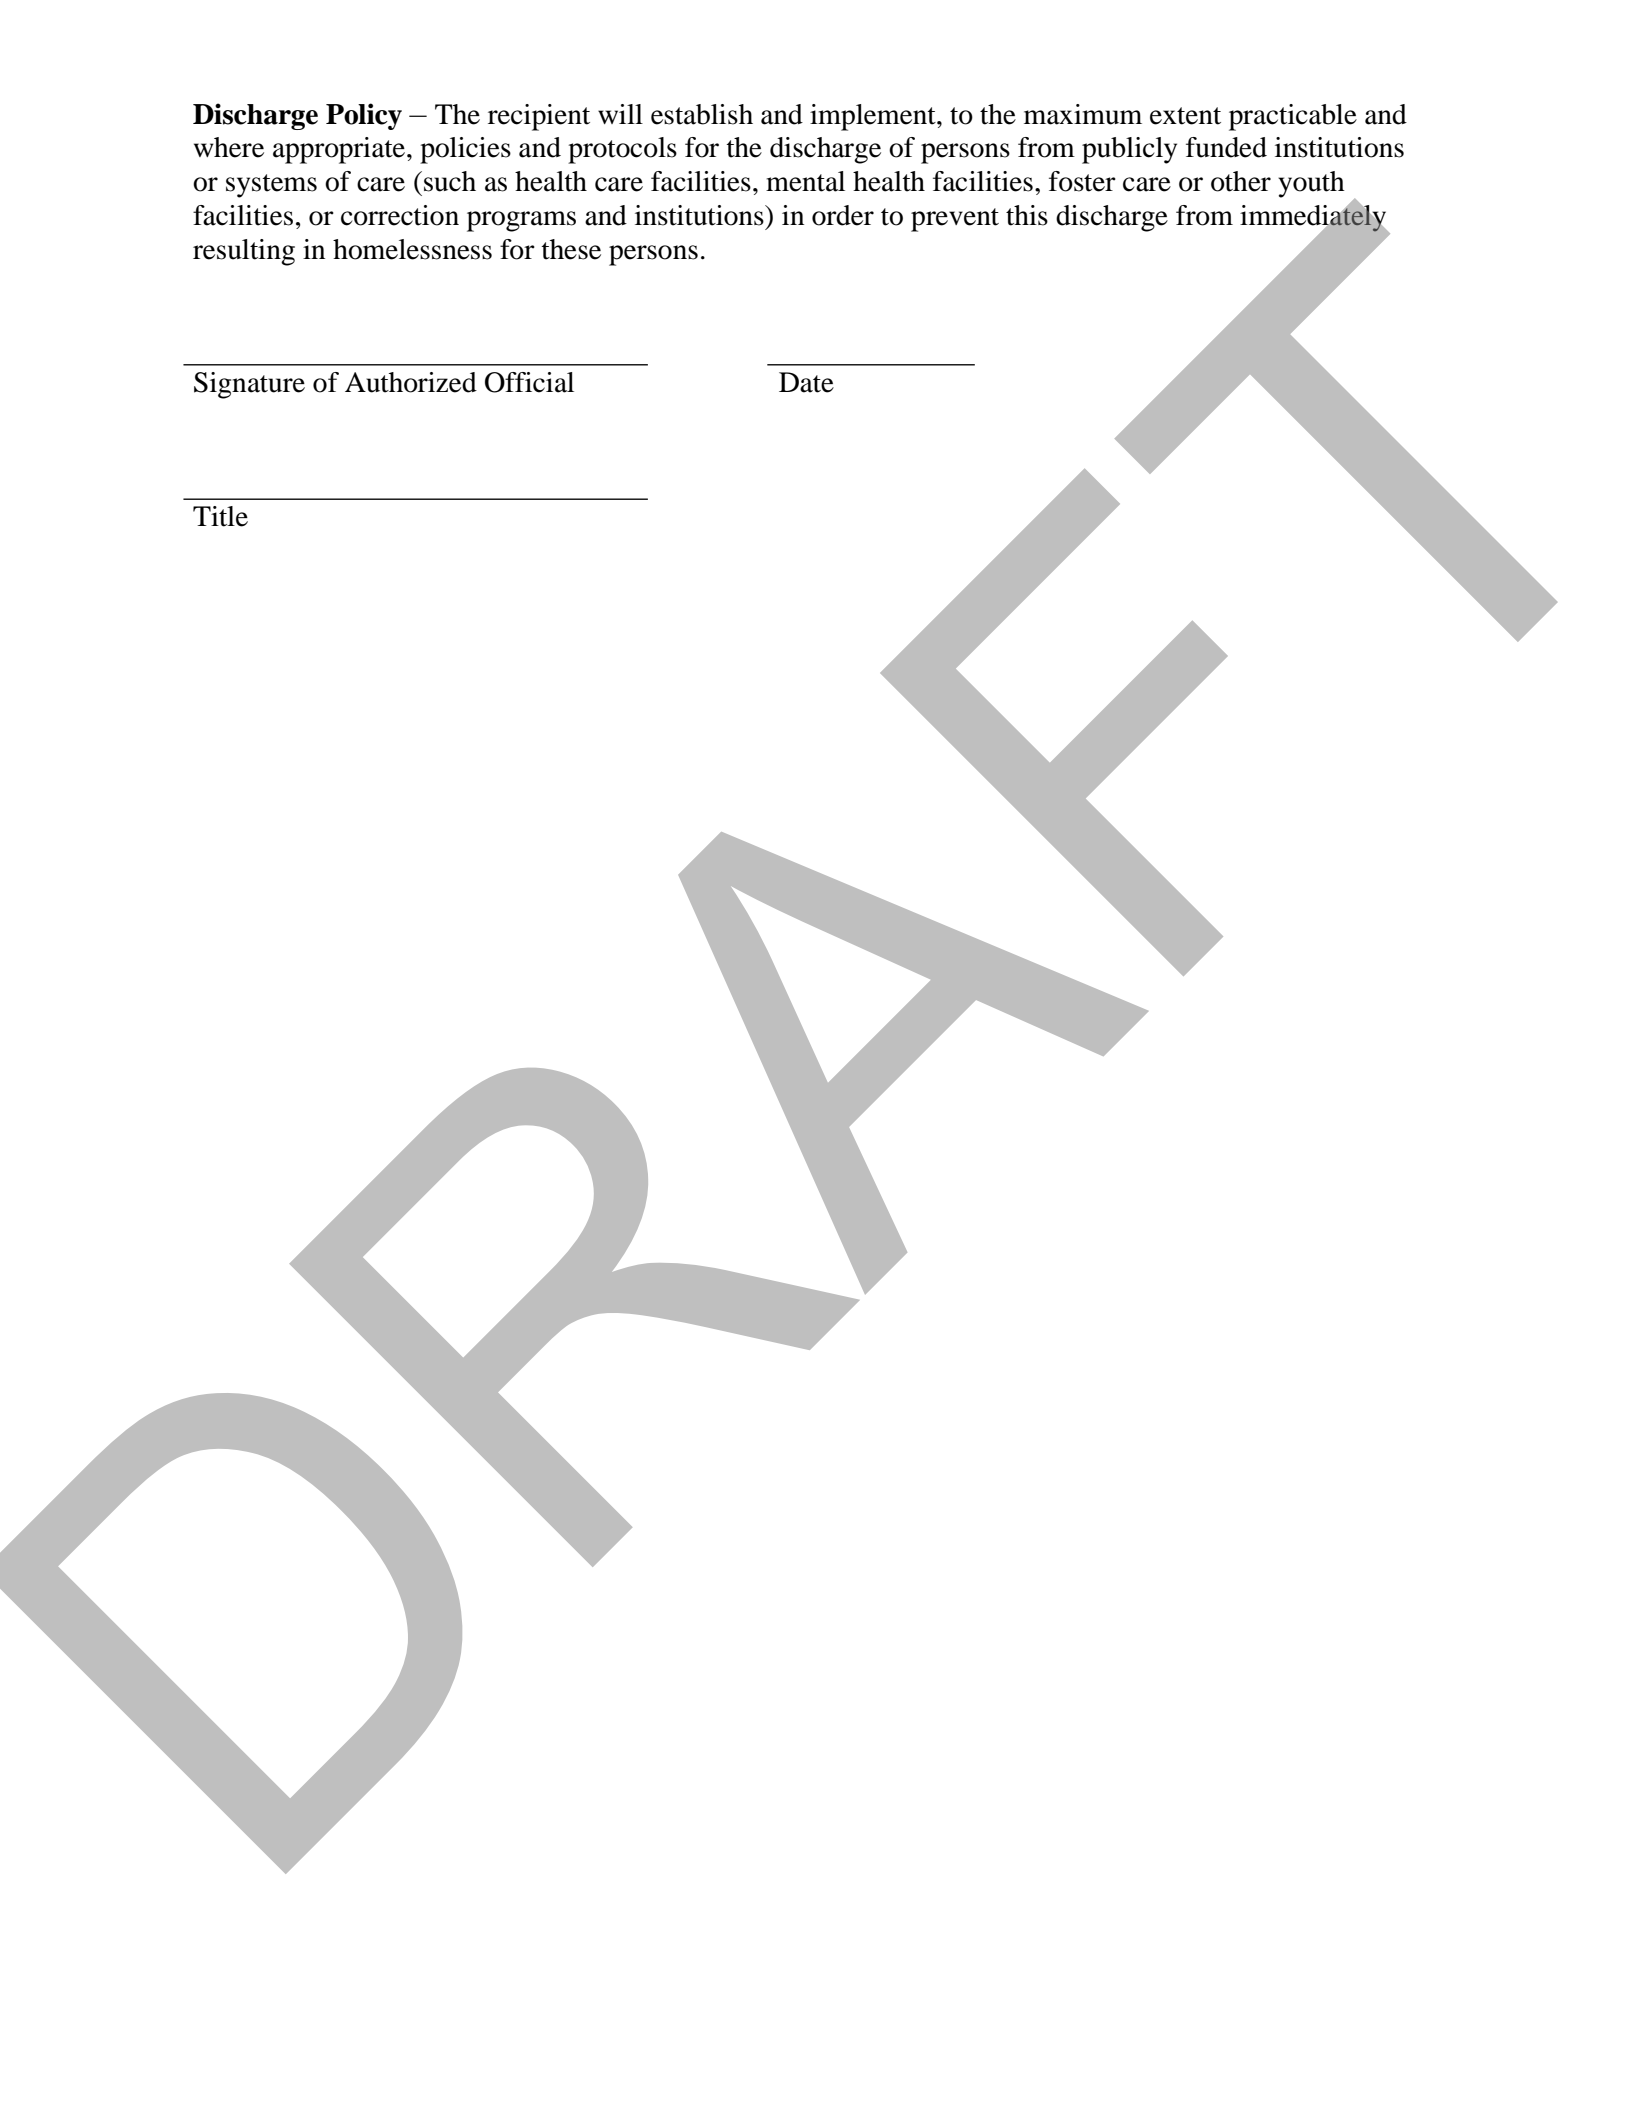 Discharge Policy – The recipient will establish and implement, to the maximum extent practicable and
where appropriate, policies and protocols for the discharge of persons from publicly funded institutions
or systems of care (such as health care facilities, mental health facilities, foster care or other youth
facilities, or correction programs and institutions) in order to prevent this discharge from immediately
resulting in homelessness for these persons.
Signature of Authorized Official Date
Title
DRAFT